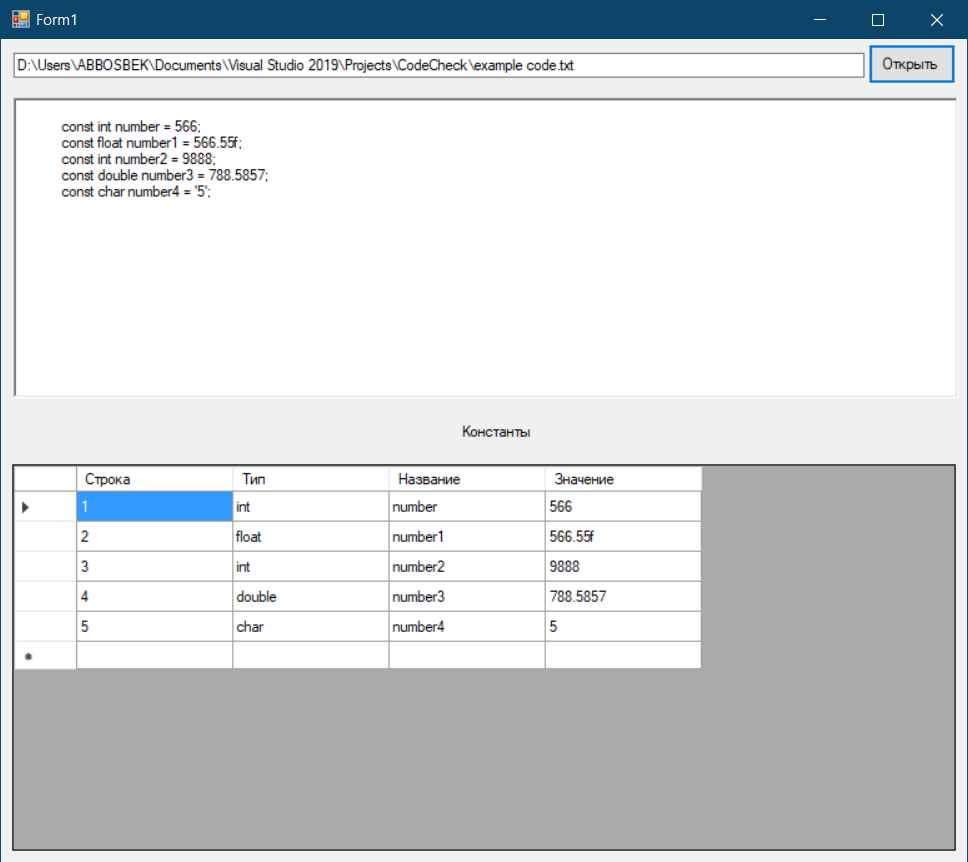 Form1
D:\Users\ABBOSBEK\Documents\Visual Studio 2019\Projects\CodeCheck\example code.txt Открыть
const int number = 566;
const float number1 = 566.55f;
const int number2 = 9888;
const double number3 = 788.5857;
const char number4 = '5';
Константы
Строка Тип Название Значение
1 int number 566
2 float number1 566.55f
3 int number2 9888
4 double number3 788.5857
5 char number4 5